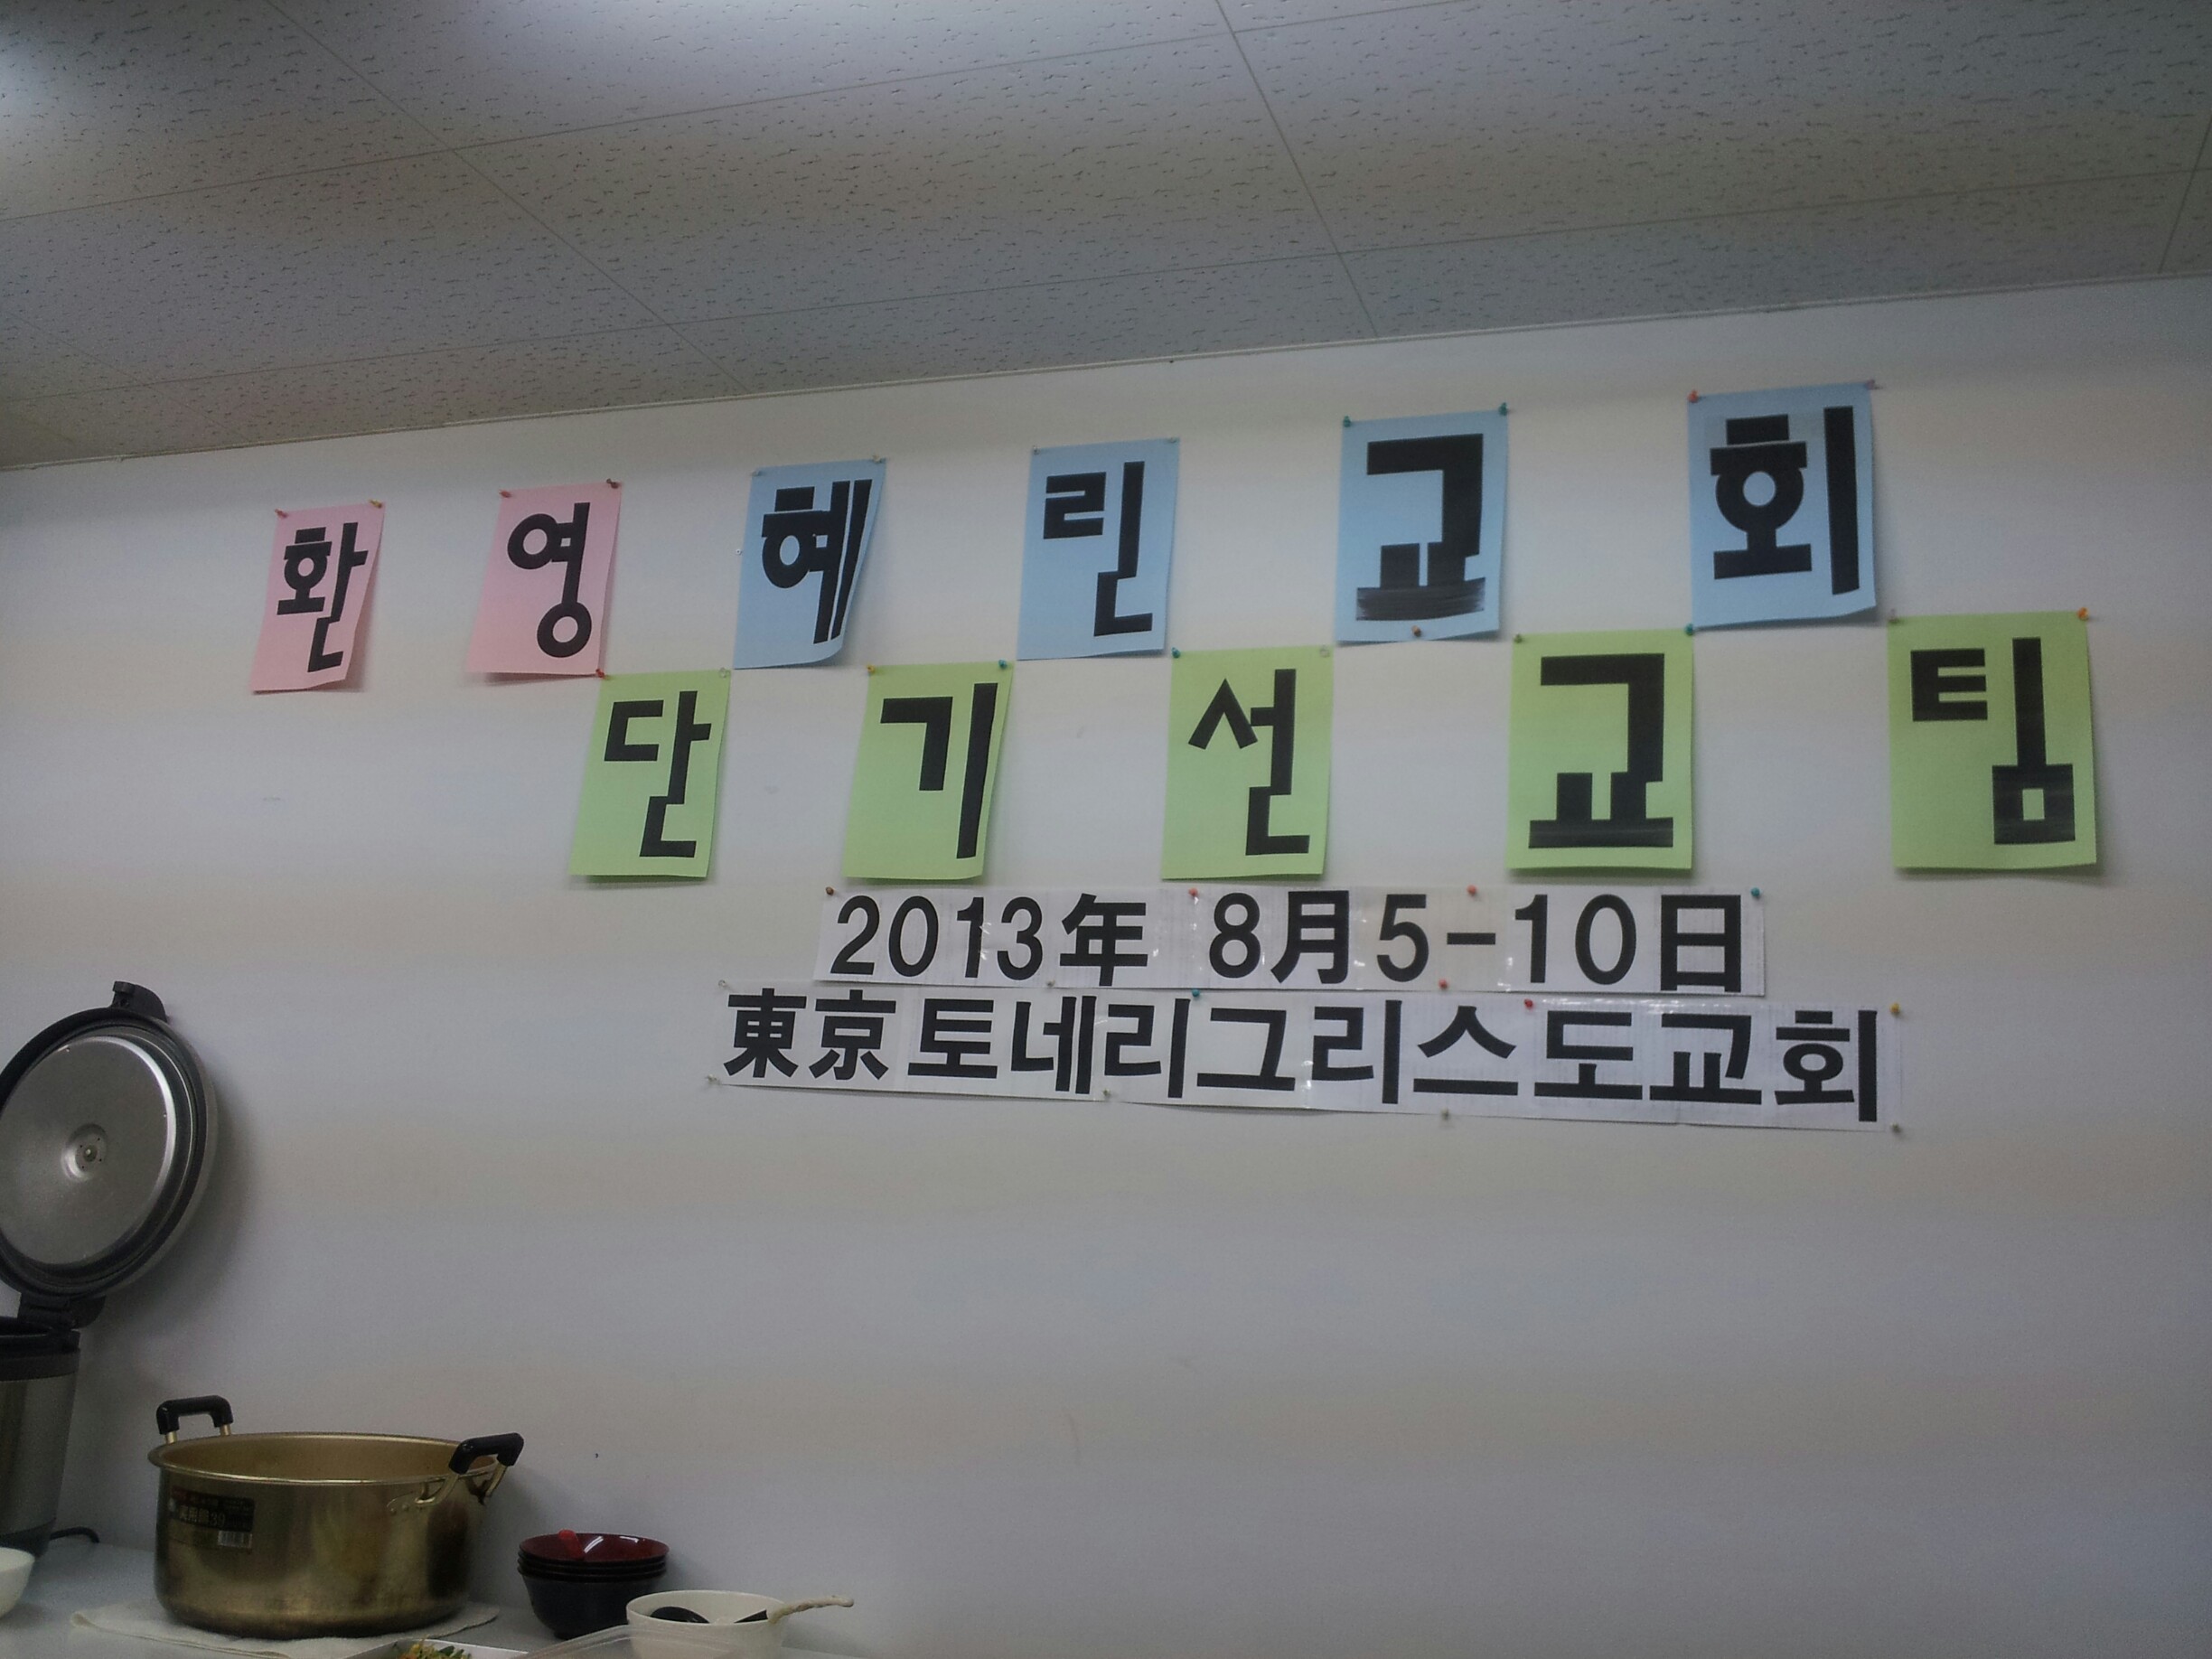 환영 혜린교회
단기선교팀
2013年 8月5-10日
東京토네리그리스도교회